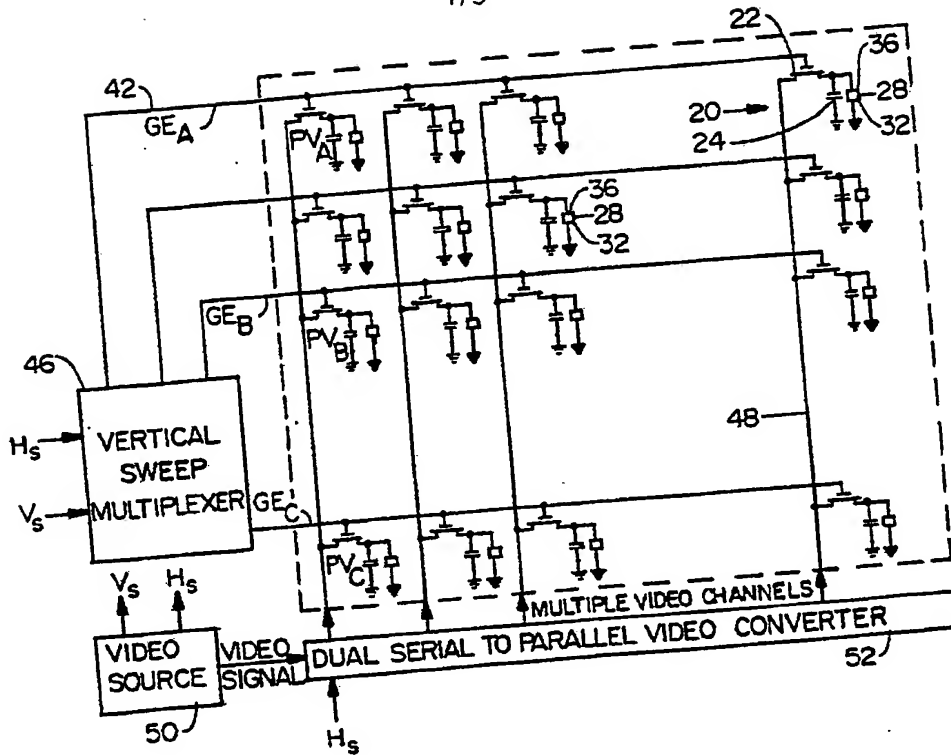 22
36
42
28
GE_A
20
32
PV_A
24
36
28
32
GE_B
PV_B
46
48
H_S
VERTICAL
SWEEP
MULTIPLEXER
GE_C
V_S
PV_C
V_S
H_S
MULTIPLE VIDEO CHANNELS
VIDEO
SOURCE
VIDEO
SIGNAL
DUAL SERIAL TO PARALLEL VIDEO CONVERTER
50
52
H_S